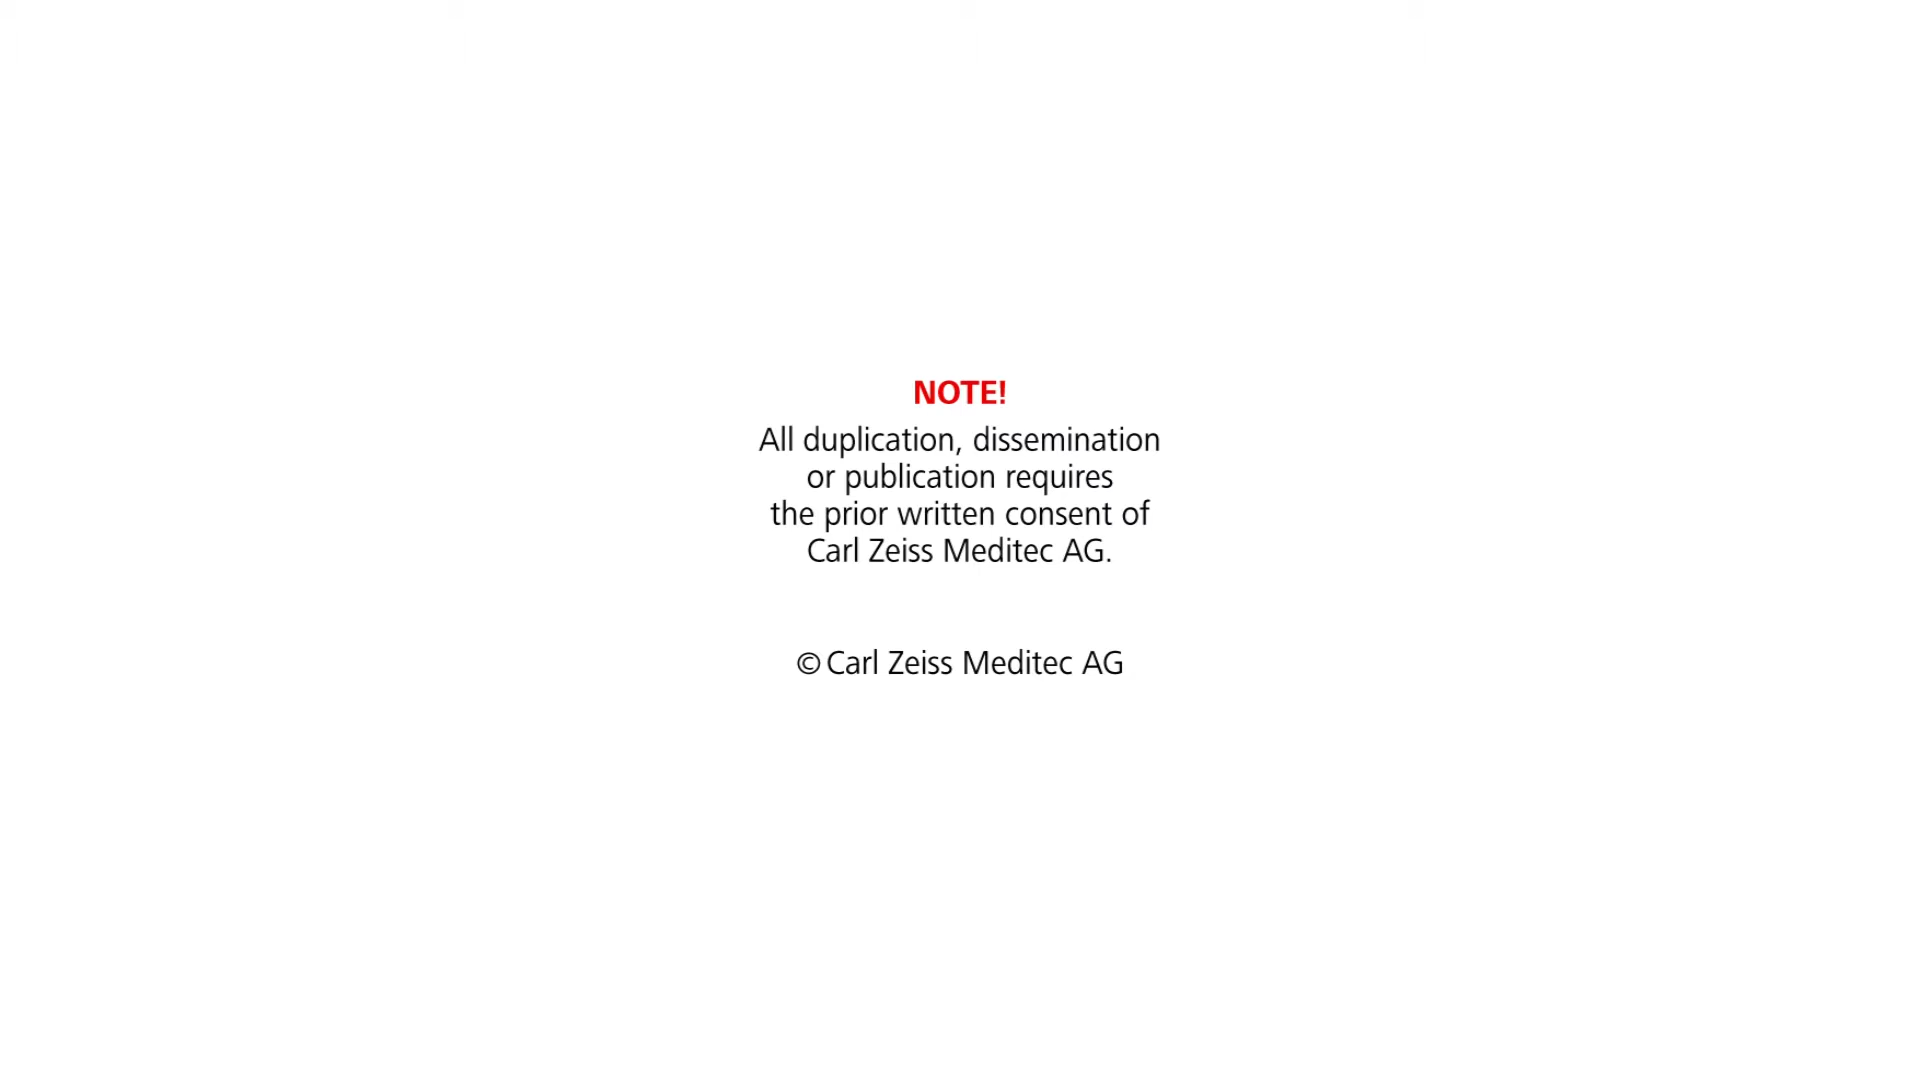 NOTE!
All duplication, dissemination
or publication requires
the prior written consent of
Carl Zeiss Meditec AG.
© Carl Zeiss Meditec AG